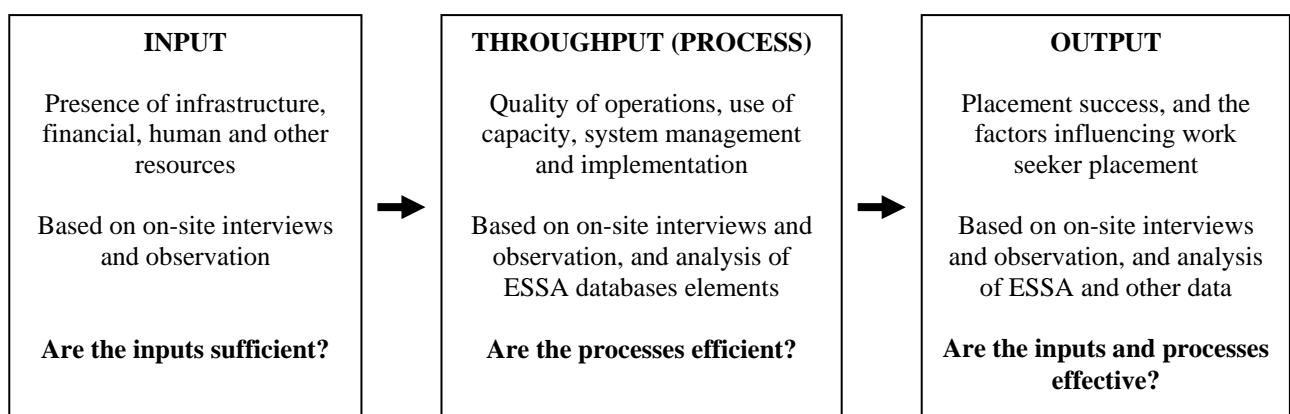 INPUT
Presence of infrastructure,
financial, human and other
resources
Based on on-site interviews
and observation
Are the inputs sufficient?
THROUGHPUT (PROCESS)
Quality of operations, use of
capacity, system management
and implementation
Based on on-site interviews and
observation, and analysis of
ESSA databases elements
Are the processes efficient?
OUTPUT
Placement success, and the
factors influencing work
seeker placement
Based on on-site interviews
and observation, and analysis
of ESSA and other data
Are the inputs and processes
effective?